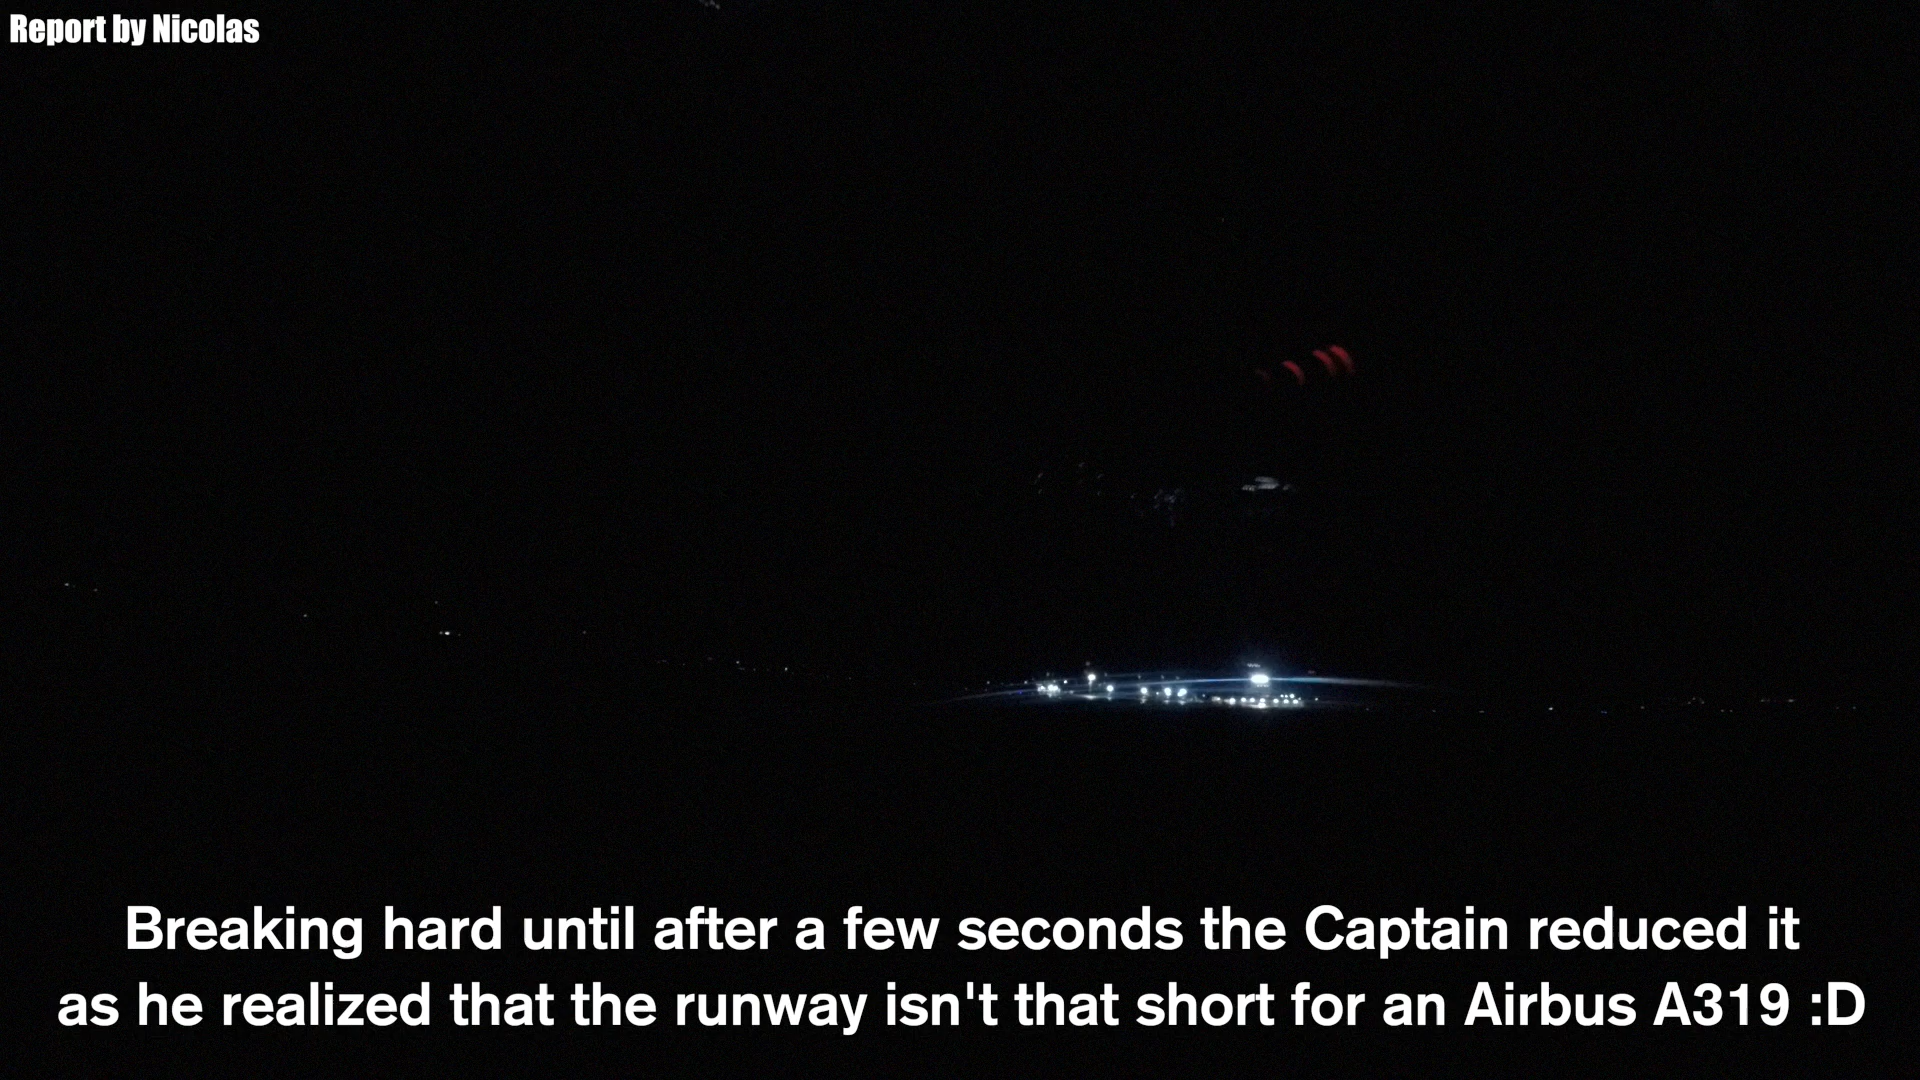 Report by Nicolas
Breaking hard until after a few seconds the Captain reduced it
as he realized that the runway isn't that short for an Airbus A319 :D